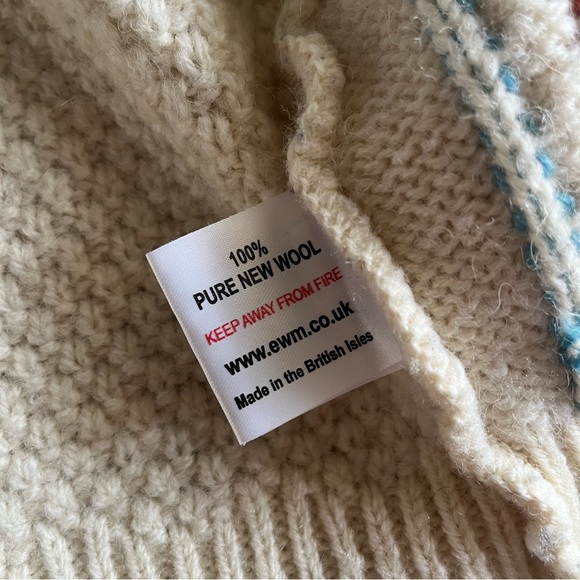 100%
PURE NEW WOOL
KEEP AWAY FROM FIRE
www.ewm.co.uk
Made in the British Isles